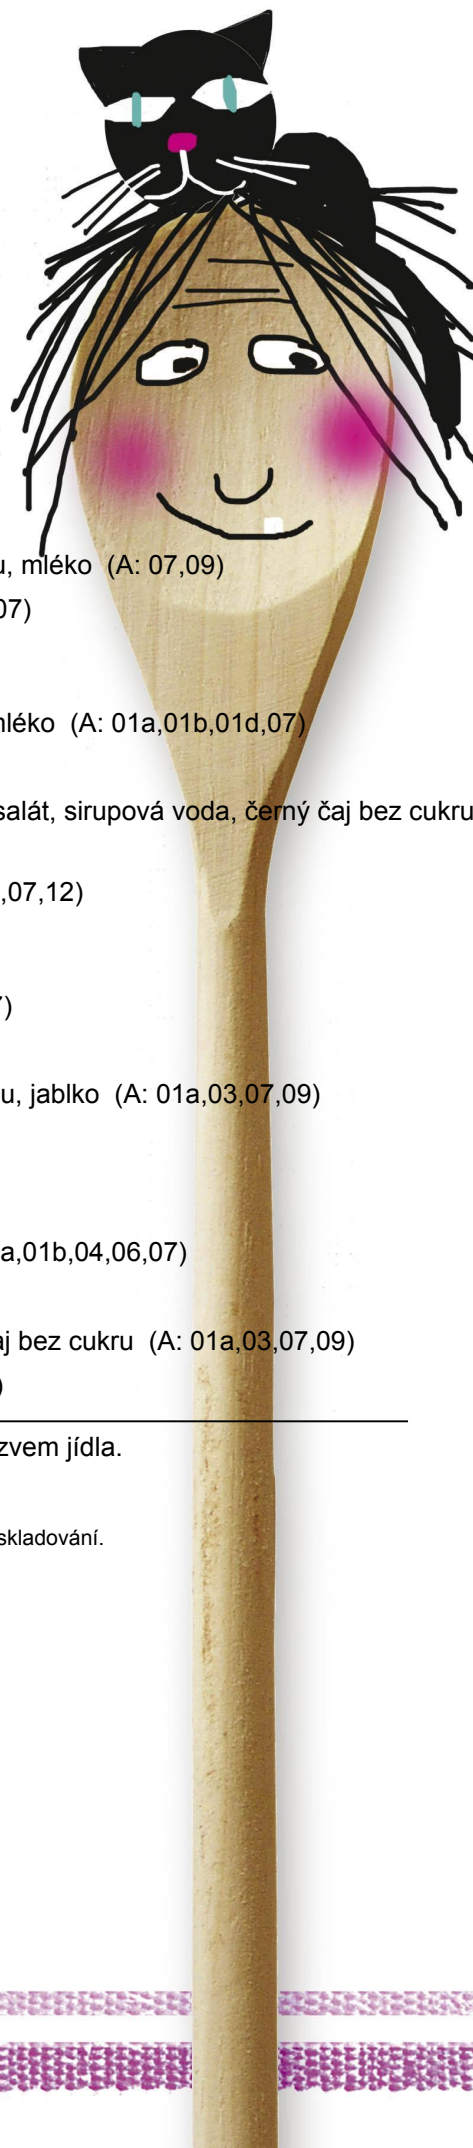 u, mléko (A: 07,09)
07)
mléko (A: 01a,01b,01d,07)
salát, sirupová voda, černý čaj bez cukru
,07,12)
7)
u, jablko (A: 01a,03,07,09)
a,01b,04,06,07)
aj bez cukru (A: 01a,03,07,09)
)
zvem jídla.
skladování.